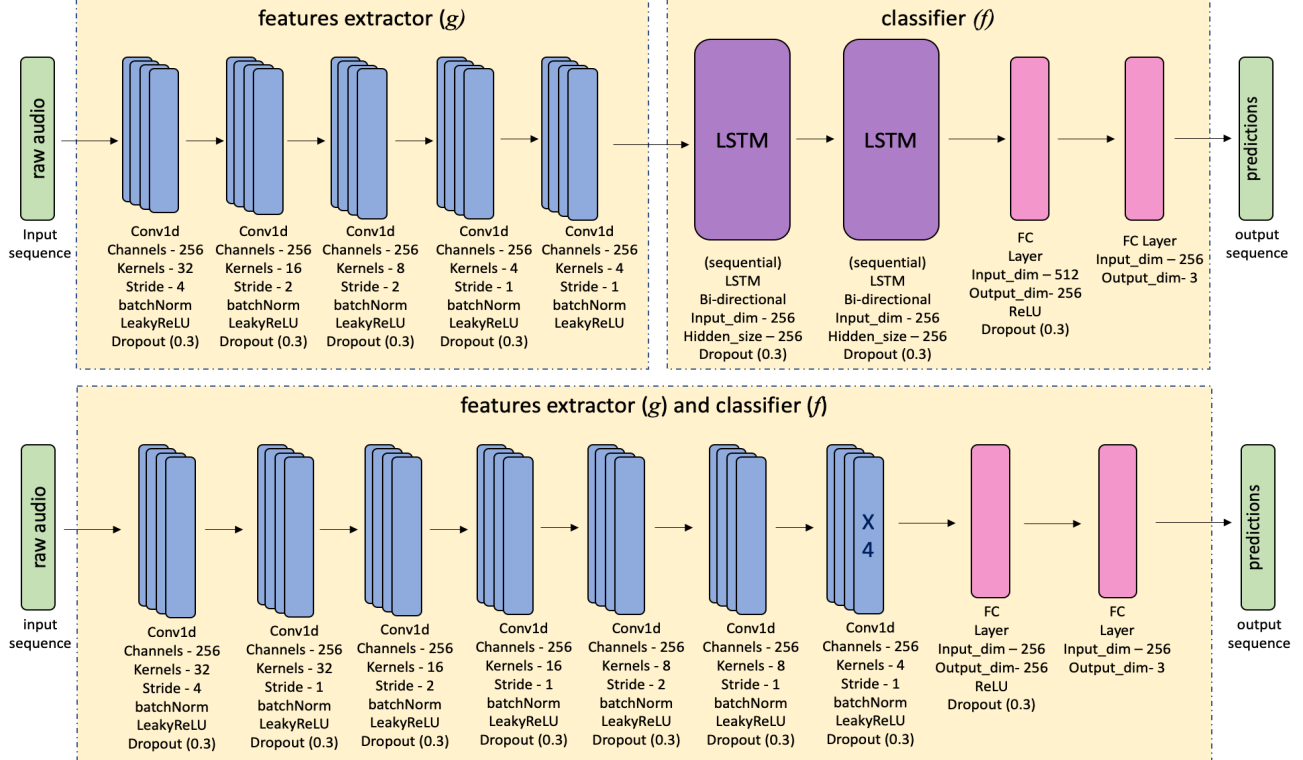 features extractor (g)
classifier (f)
raw audio
Input
sequence
Conv1d
Channels - 256
Kernels - 32
Stride - 4
batchNorm
LeakyReLU
Dropout (0.3)
Conv1d
Channels - 256
Kernels - 16
Stride - 2
batchNorm
LeakyReLU
Dropout (0.3)
Conv1d
Channels - 256
Kernels - 8
Stride - 2
batchNorm
LeakyReLU
Dropout (0.3)
Conv1d
Channels - 256
Kernels - 4
Stride - 1
batchNorm
LeakyReLU
Dropout (0.3)
Conv1d
Channels - 256
Kernels - 4
Stride - 1
batchNorm
LeakyReLU
LSTM
(sequential)
LSTM
Bi-directional
Input_dim - 256
Hidden_size – 256
Dropout (0.3)
LSTM
(sequential)
LSTM
Bi-directional
Input_dim - 256
Hidden_size – 256
Dropout (0.3)
FC
Layer
Input_dim – 512
Output_dim- 256
ReLU
Dropout (0.3)
FC Layer
Input_dim – 256
Output_dim- 3
predictions
output
sequence
features extractor (g) and classifier (f)
raw audio
input
sequence
Conv1d
Channels - 256
Kernels - 32
Stride - 4
batchNorm
LeakyReLU
Dropout (0.3)
Conv1d
Channels - 256
Kernels - 32
Stride - 1
batchNorm
LeakyReLU
Dropout (0.3)
Conv1d
Channels - 256
Kernels - 16
Stride - 2
batchNorm
LeakyReLU
Dropout (0.3)
Conv1d
Channels - 256
Kernels - 16
Stride - 1
batchNorm
LeakyReLU
Dropout (0.3)
Conv1d
Channels - 256
Kernels - 8
Stride - 2
batchNorm
LeakyReLU
Dropout (0.3)
Conv1d
Channels - 256
Kernels - 8
Stride - 1
batchNorm
LeakyReLU
Dropout (0.3)
X
4
Conv1d
Channels - 256
Kernels - 4
Stride - 1
batchNorm
LeakyReLU
Dropout (0.3)
FC
Layer
Input_dim – 256
Output_dim- 256
ReLU
Dropout (0.3)
FC
Layer
Input_dim – 256
Output_dim- 3
predictions
output
sequence